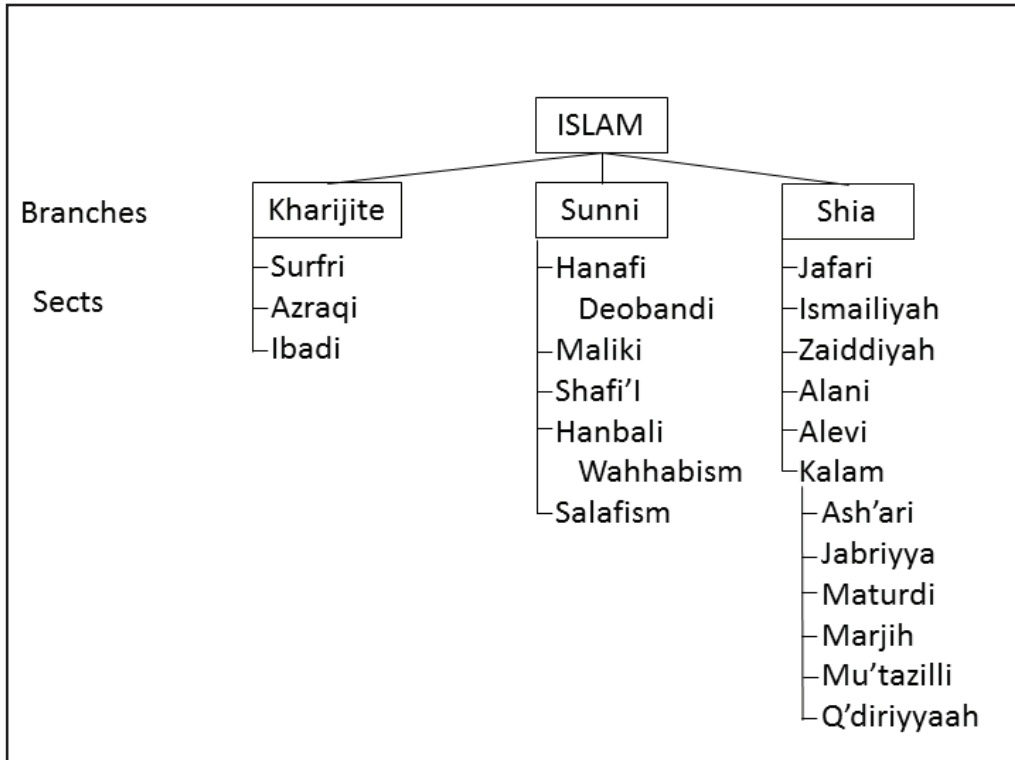 ISLAM
Branches
Kharijite
Sunni
Shia
Sects
Surfri
Azraqi
Ibadi
Hanafi
Deobandi
Maliki
Shafi’I
Hanbali
Wahhabism
Salafism
Jafari
Ismailiyah
Zaiddiyah
Alani
Alevi
Kalam
Ash’ari
Jabriyya
Maturdi
Marjih
Mu’tazilli
Q’diriyyaah